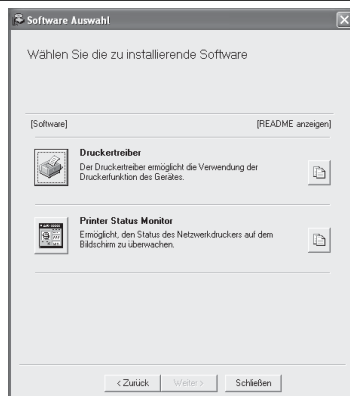 Software Auswahl
Wählen Sie die zu installierende Software
[Software] [README anzeigen]
Druckertreiber
Der Druckertreiber ermöglicht die Verwendung der
Druckerfunktion des Gerätes.
Printer Status Monitor
Ermöglicht, den Status des Netzwerkdruckers auf dem
Bildschirm zu überwachen.
< Zurück Weiter > Schließen